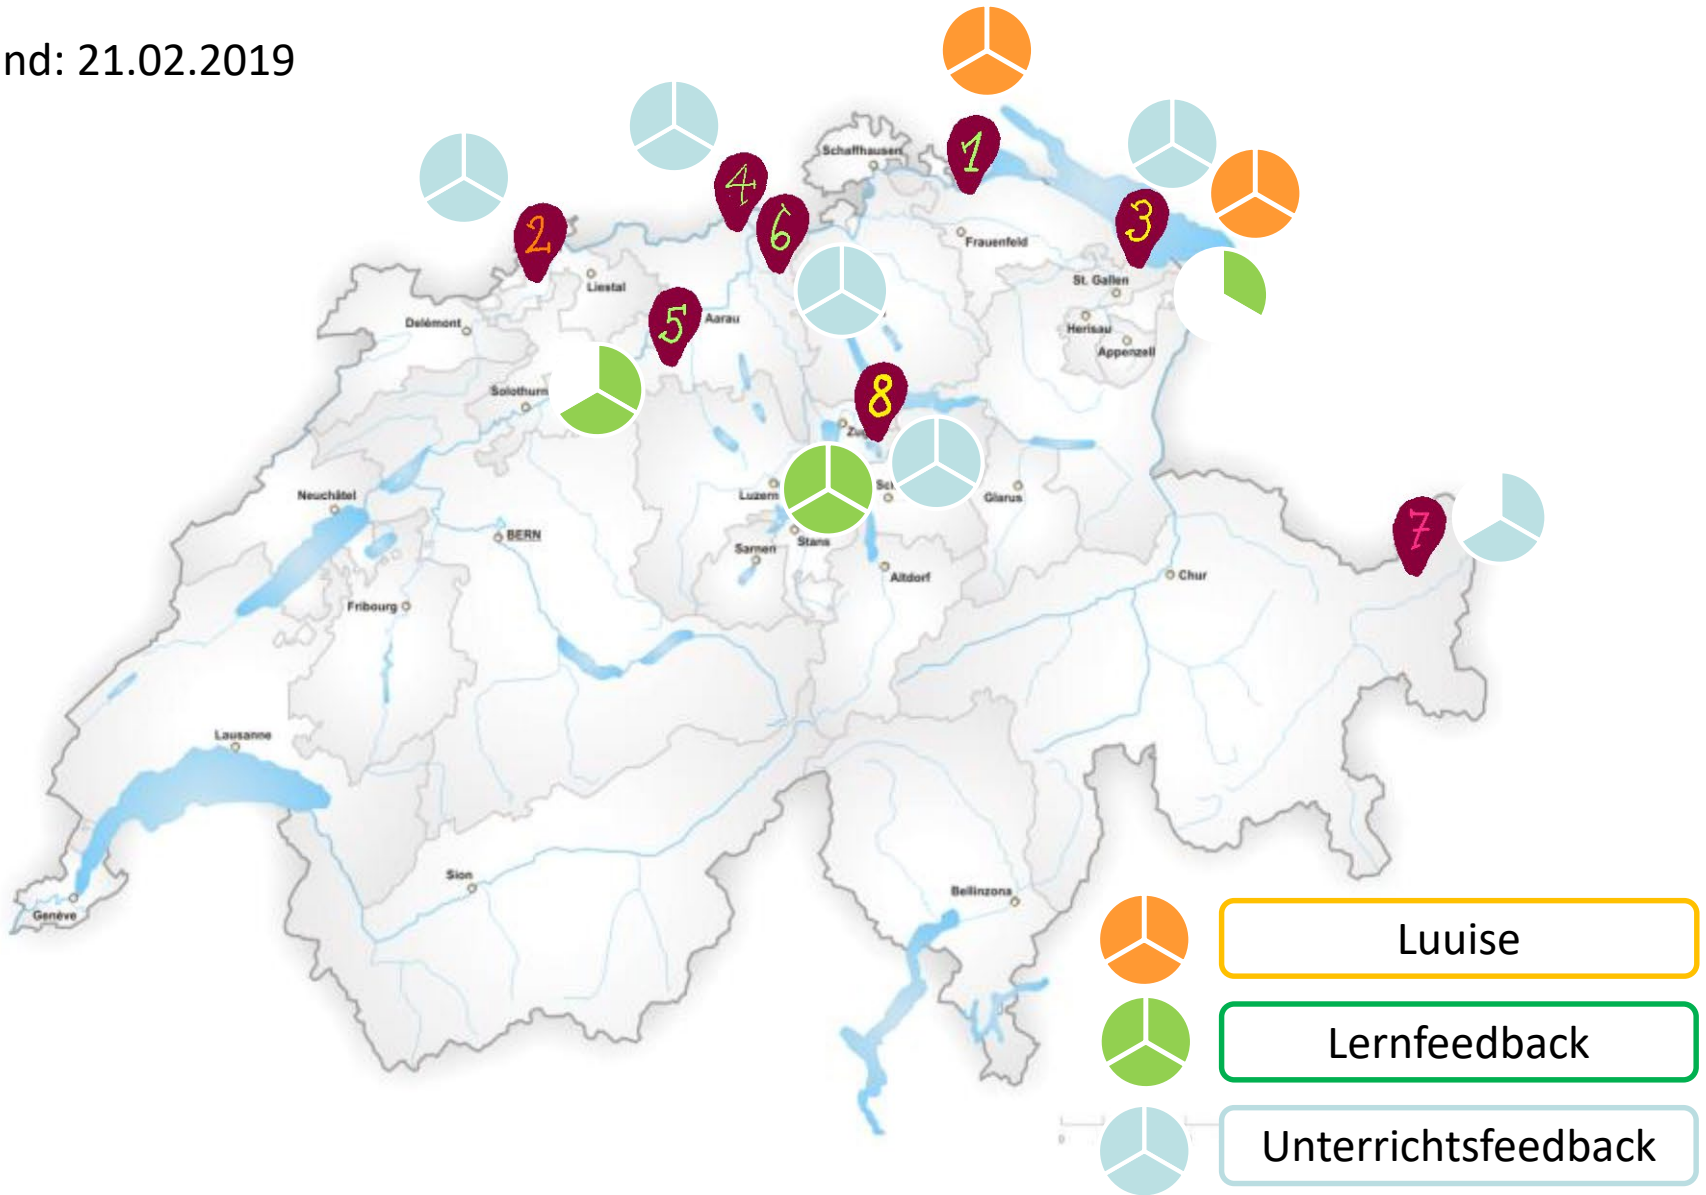 nd: 21.02.2019
1
Schaffhausen
4
3
2
6
Frauenfeld
St. Gallen
Liestal
5
Aarau
Delémont
Herisau
Appenzell
Solothurn
8
Neuchâtel
Luzern
Glarus
7
BERN
Stans
Sarnen
Altdorf
Chur
Fribourg
Lausanne
Sion
Bellinzona
Genève
Luuise
Lernfeedback
Unterrichtsfeedback
0